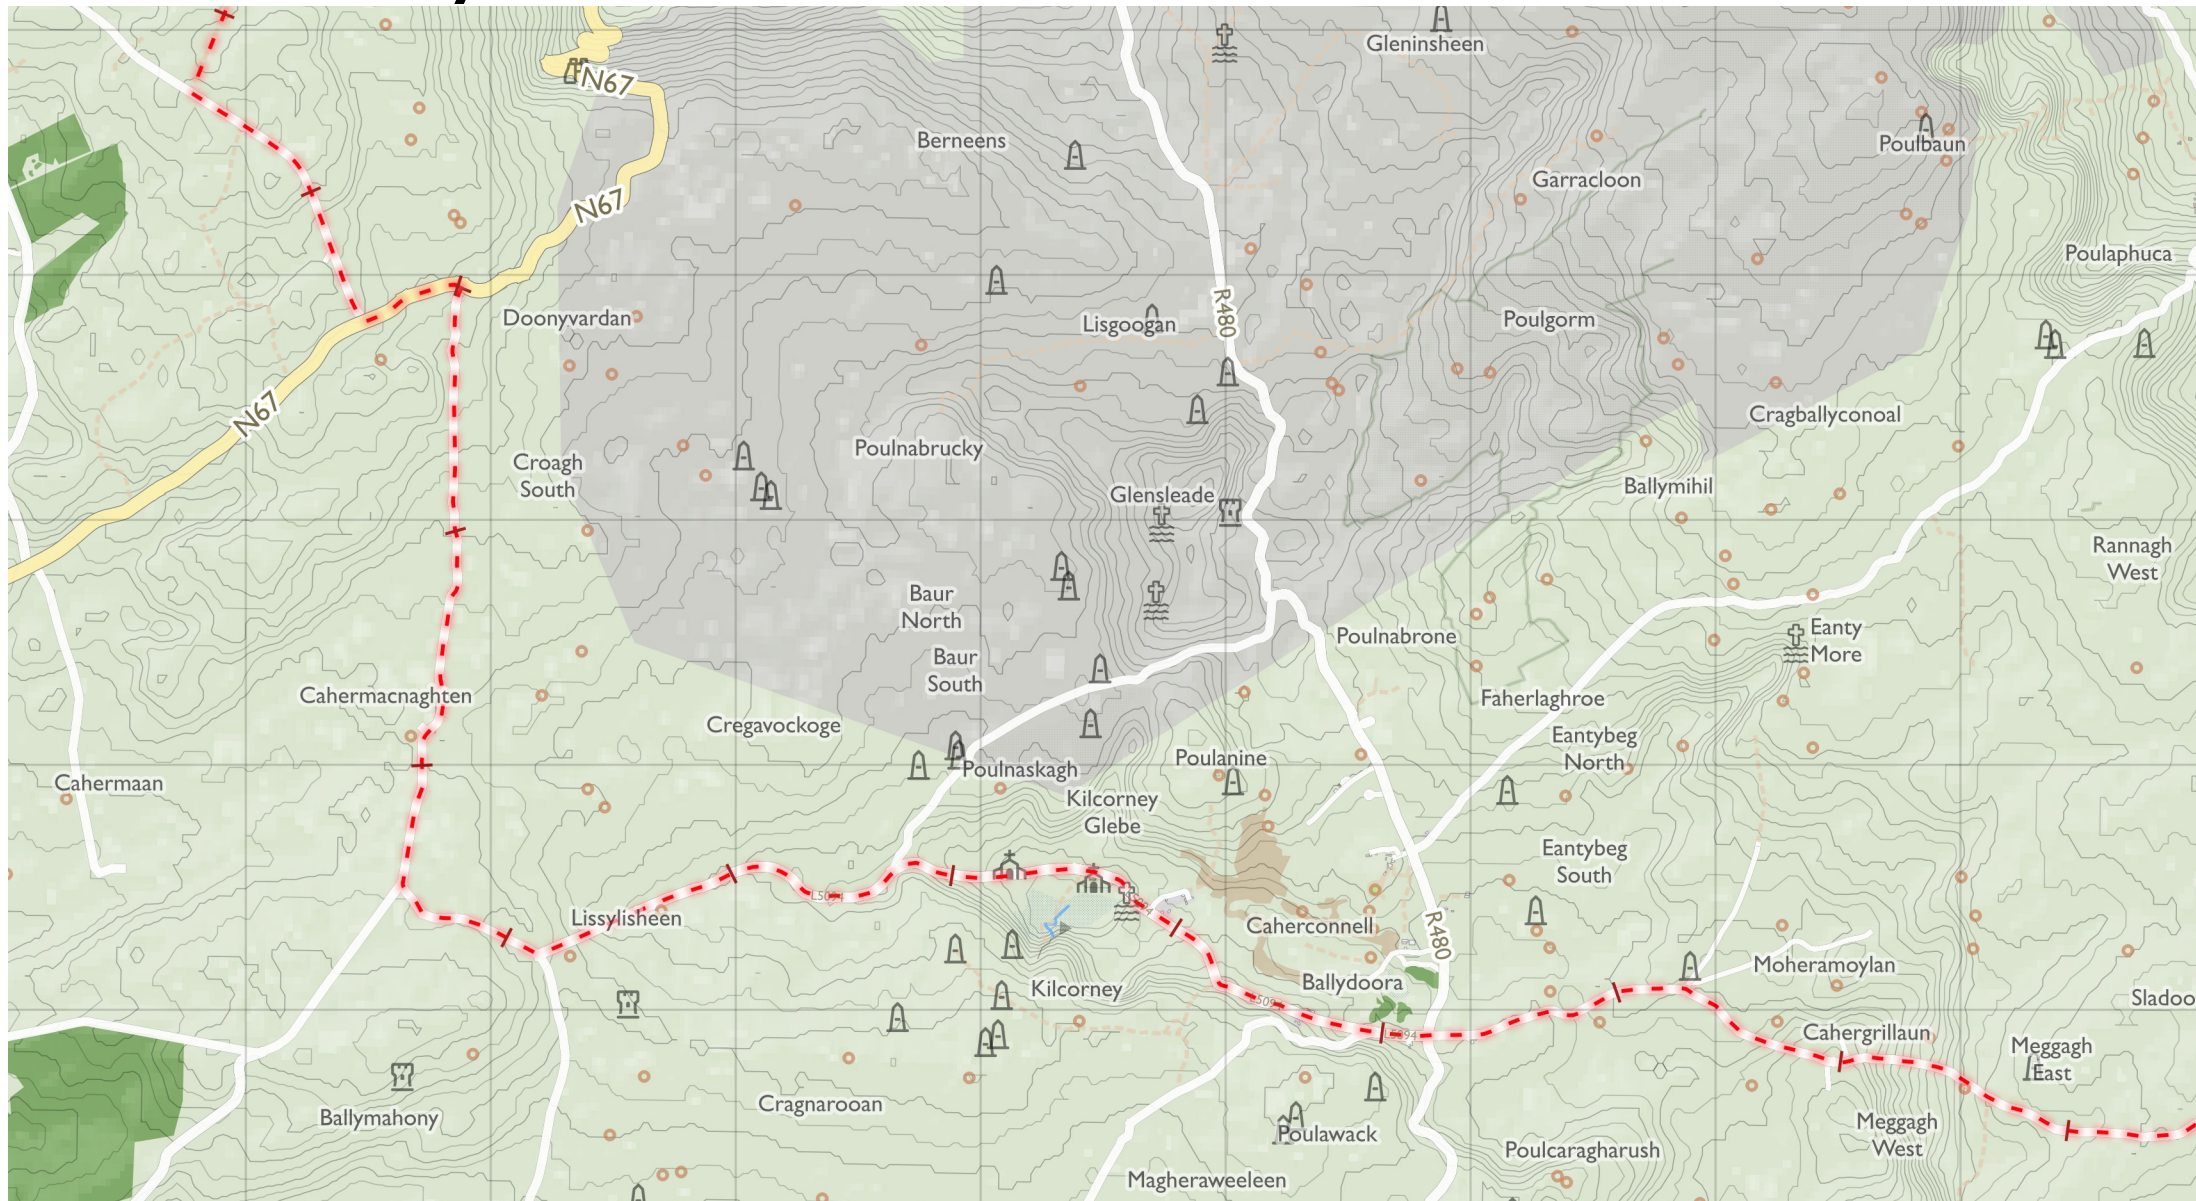 Gleninsheen
N67
Berneens
Poulbaun
Garracloon
N67
Poulaphuca
R480
Doonyvardan
Lisgoogan
Poulgorm
N67
Cragballyconoal
Poulnabrucky
Croagh
South
Glensleade
Ballymihil
Rannagh
West
Baur
North
Poulnabrone
Eanty
More
Baur
South
Cahermacnaghten
Faherlaghroe
Cregavockoge
Eantybeg
North
Poulanine
Poulnaskagh
Cahermaan
Kilcorney
Glebe
Eantybeg
South
Lissylisheen
Caherconnell
R480
Moheramoylan
Ballydoora
Kilcorney
Sladoo
L5094
Cahergrillaun
Meggagh
East
Cragnarooan
Ballymahony
Poulawack
Meggagh
West
Poulcaragharush
Magheraweeleen